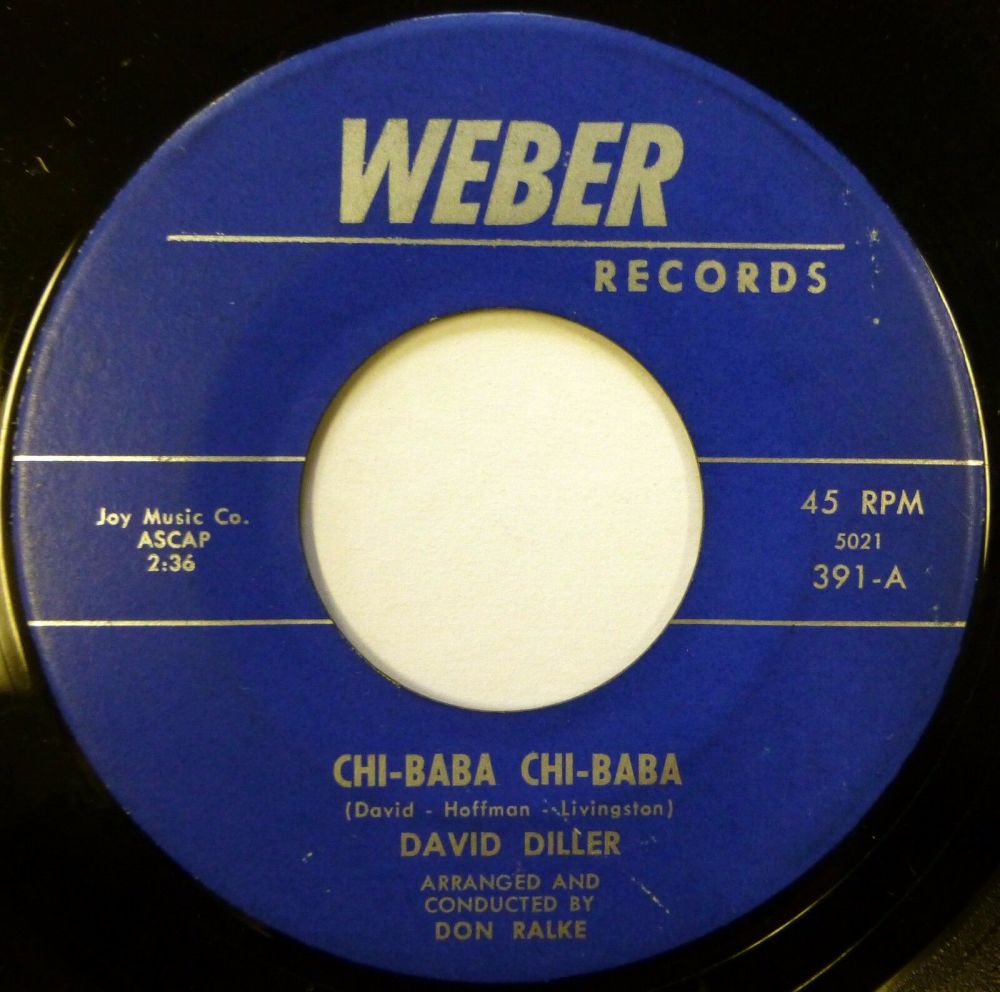 WEBER
RECORDS
Joy Music Co.
ASCAP
2:36
45 RPM
5021
391-A
CHI-BABA CHI-BABA
(David - Hoffman - Livingston)
DAVID DILLER
ARRANGED AND
CONDUCTED BY
DON RALKE